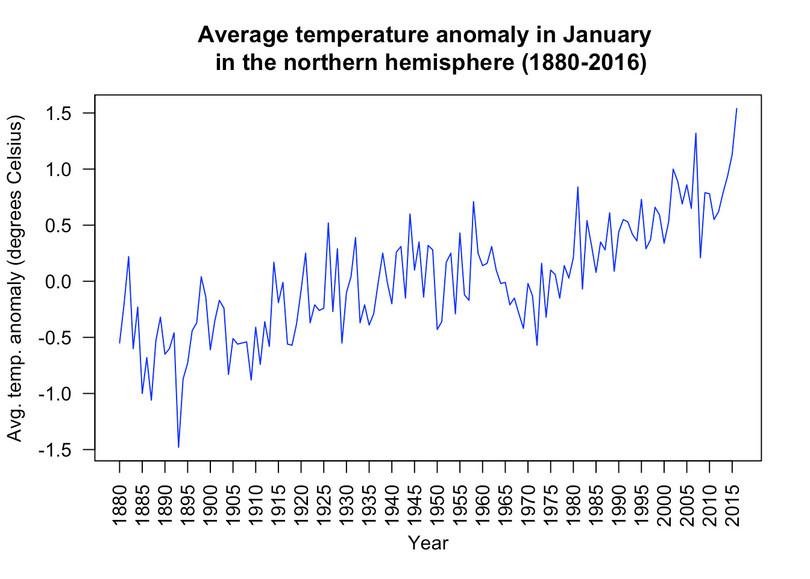 Average temperature anomaly in January
in the northern hemisphere (1880-2016)
Avg. temp. anomaly (degrees Celsius)
1.5
1.0
0.5
0.0
-0.5
-1.0
-1.5
1880 1885 1890 1895 1900 1905 1910 1915 1920 1925 1930 1935 1940 1945 1950 1955 1960 1965 1970 1975 1980 1985 1990 1995 2000 2005 2010 2015
Year